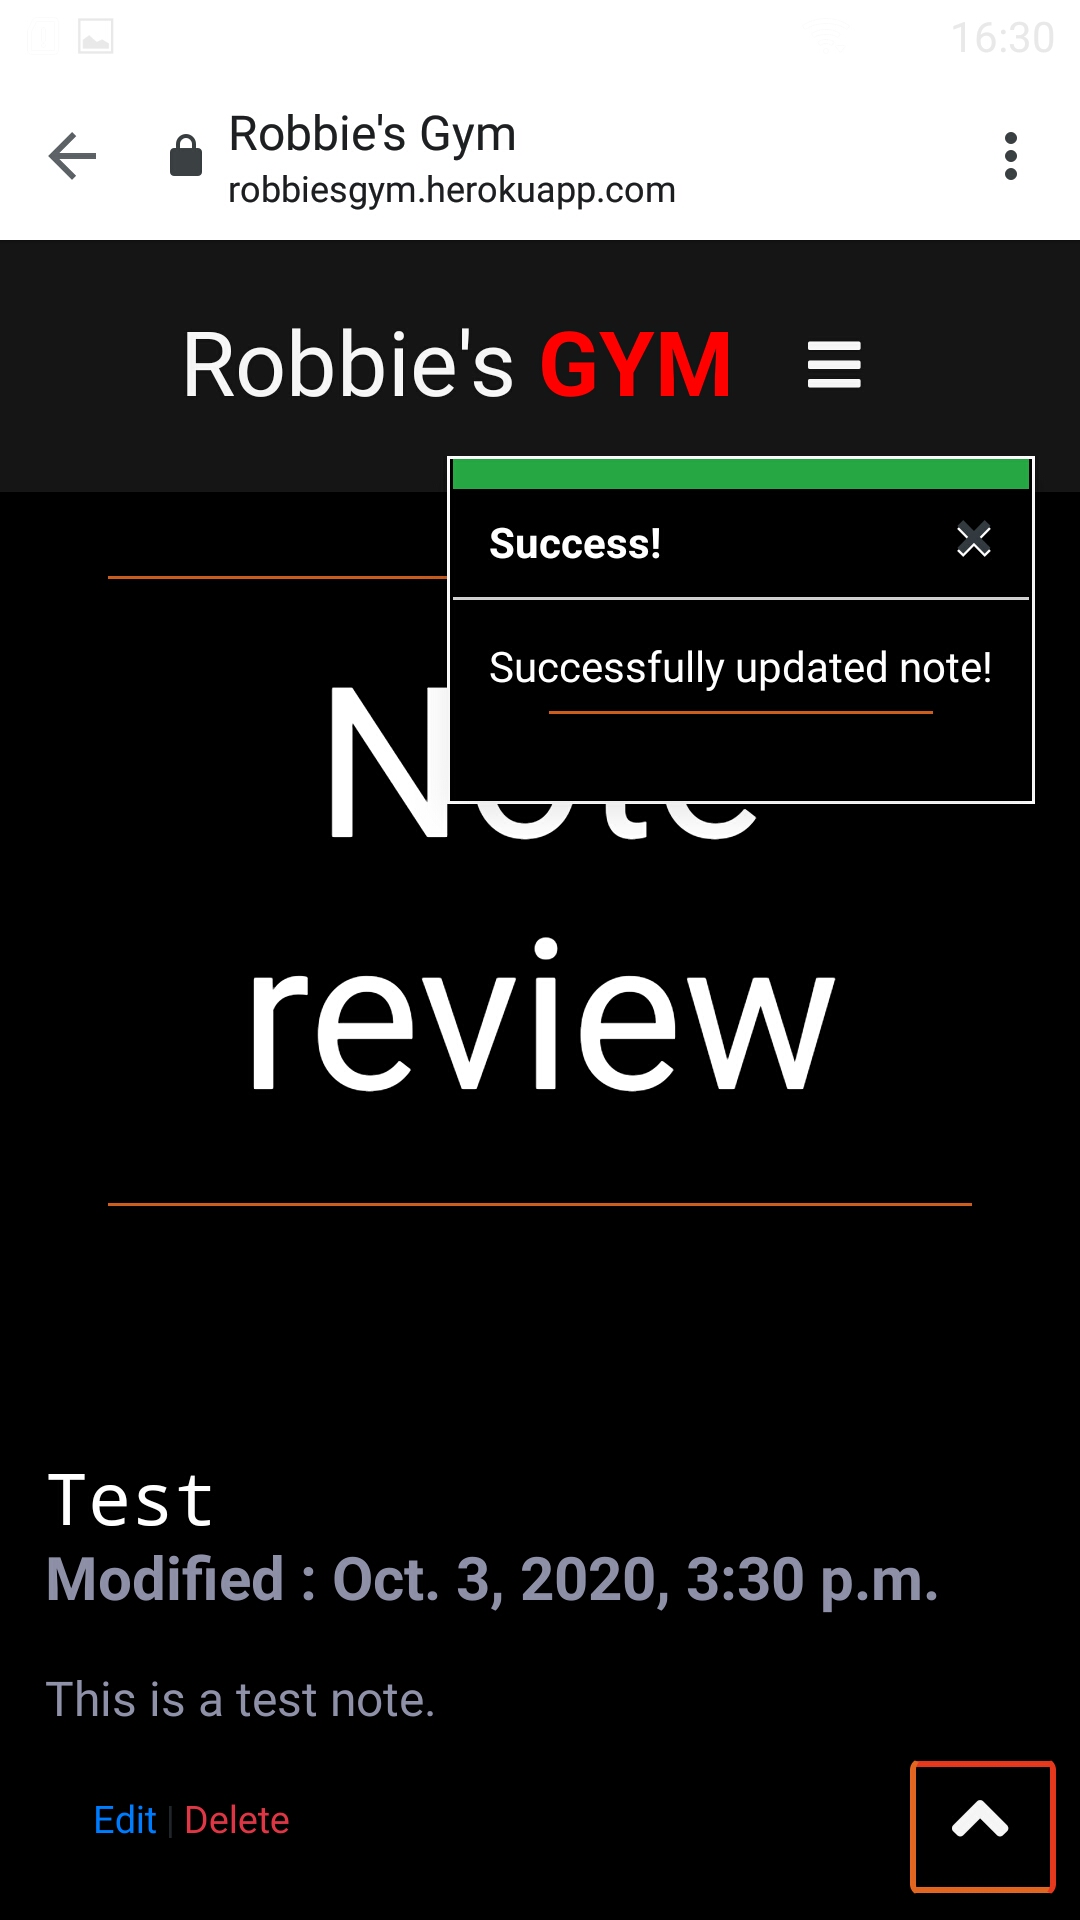 16:30
Robbie's Gym
robbiesgym.herokuapp.com
Robbie's GYM
Success!
Successfully updated note!
Note
review
Test
Modified : Oct. 3, 2020, 3:30 p.m.
This is a test note.
Edit | Delete